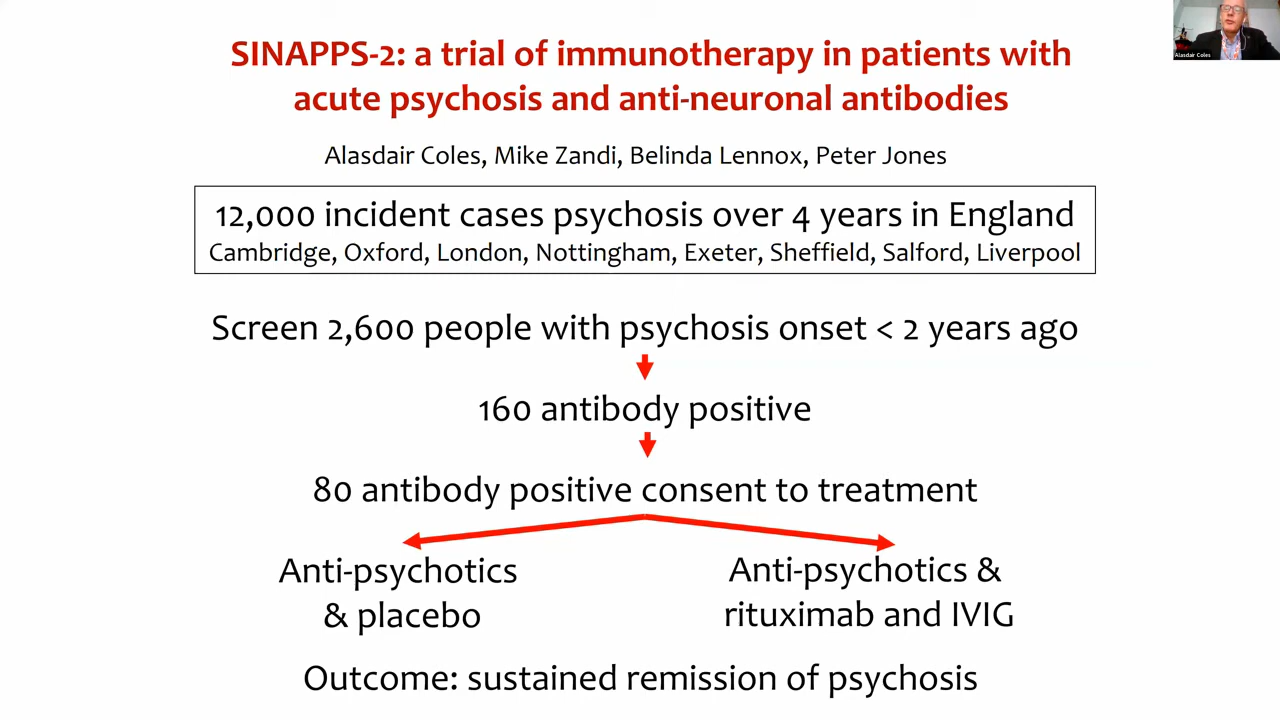 SINAPPS-2: a trial of immunotherapy in patients with
acute psychosis and anti-neuronal antibodies
Alasdair Coles, Mike Zandi, Belinda Lennox, Peter Jones
12,000 incident cases psychosis over 4 years in England
Cambridge, Oxford, London, Nottingham, Exeter, Sheffield, Salford, Liverpool
Screen 2,600 people with psychosis onset < 2 years ago
160 antibody positive
80 antibody positive consent to treatment
Anti-psychotics
& placebo
Anti-psychotics &
rituximab and IVIG
Outcome: sustained remission of psychosis
Alasdair Coles